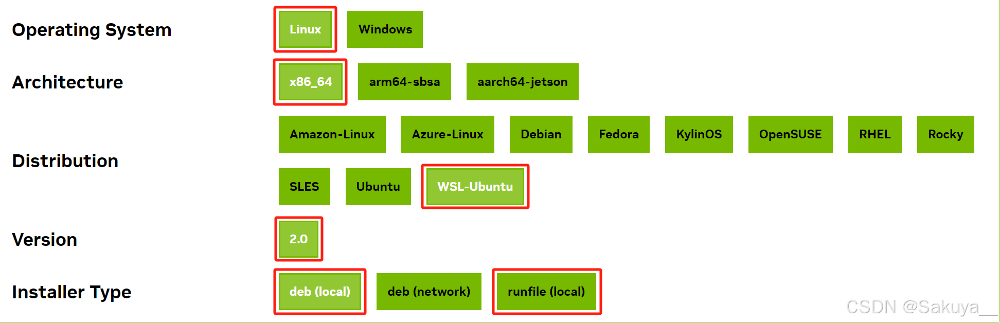 Operating System Linux Windows
Architecture x86_64 arm64-sbsa aarch64-jetson
Distribution Amazon-Linux Azure-Linux Debian Fedora KylinOS OpenSUSE RHEL Rocky
SLES Ubuntu WSL-Ubuntu
Version 2.0
Installer Type deb (local) deb (network) runfile (local)
CSDN @Sakuya__